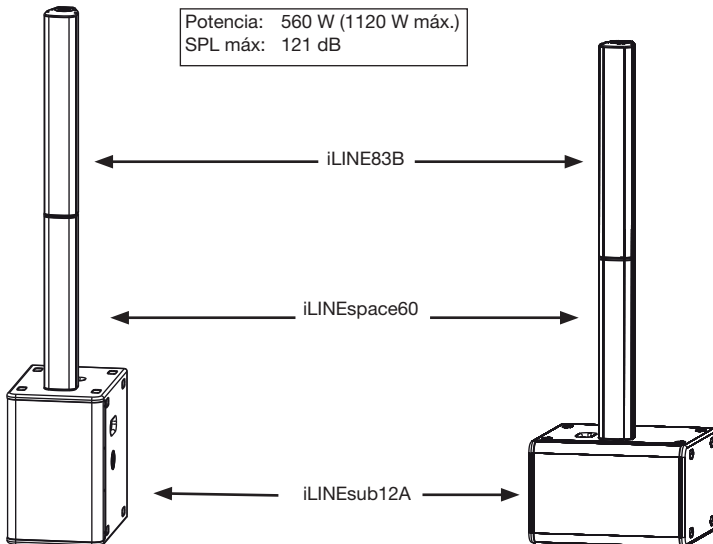 Potencia: 560 W (1120 W máx.)
SPL máx: 121 dB
iLINE83B
iLINEspace60
iLINEsub12A